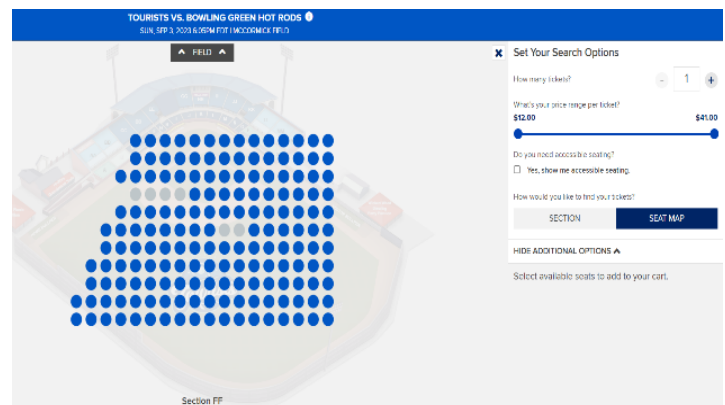 TOURISTS VS. BOWLING GREEN HOT RODS
SUN, SEP 3, 2023 6:05PM EDT | MCCORMICK FIELD
FIELD
Section FF
x Set Your Search Options
How many tickets? - 1 +
What's your price range per ticket?
$12.00 $41.00
Do you need accessible seating?
Yes, show me accessible seating.
How would you like to find your tickets?
SECTION SEAT MAP
HIDE ADDITIONAL OPTIONS
Select available seats to add to your cart.